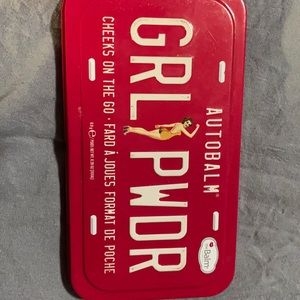 AUTOBALM®
GRL PWDR
CHEEKS ON THE GO · FARD À JOUES FORMAT DE POCHE
theBalm®